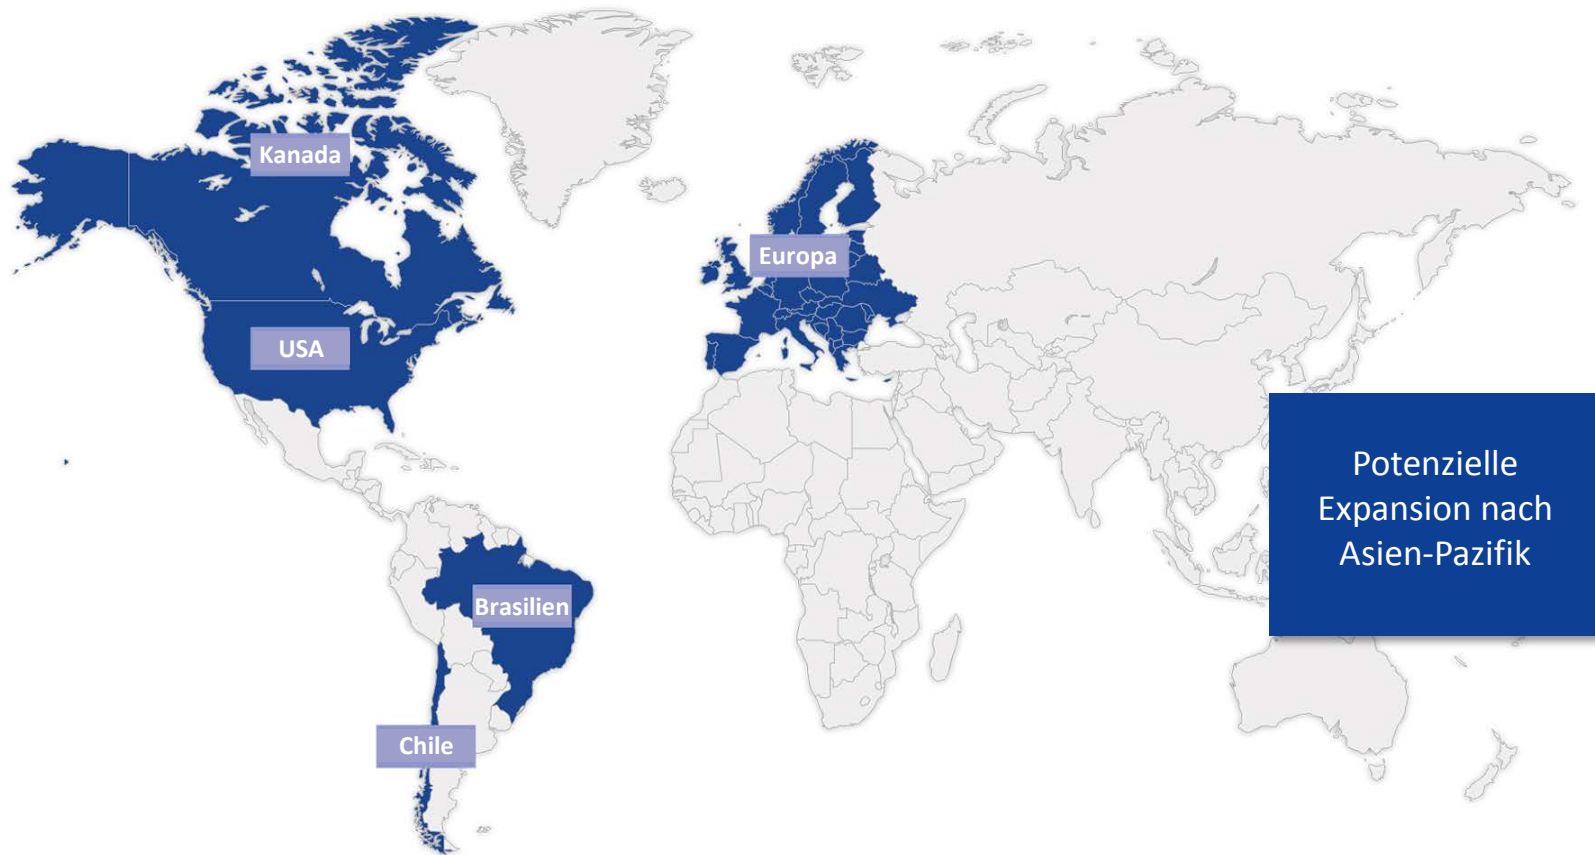 Kanada
Europa
USA
Potenzielle
Expansion nach
Asien-Pazifik
Brasilien
Chile